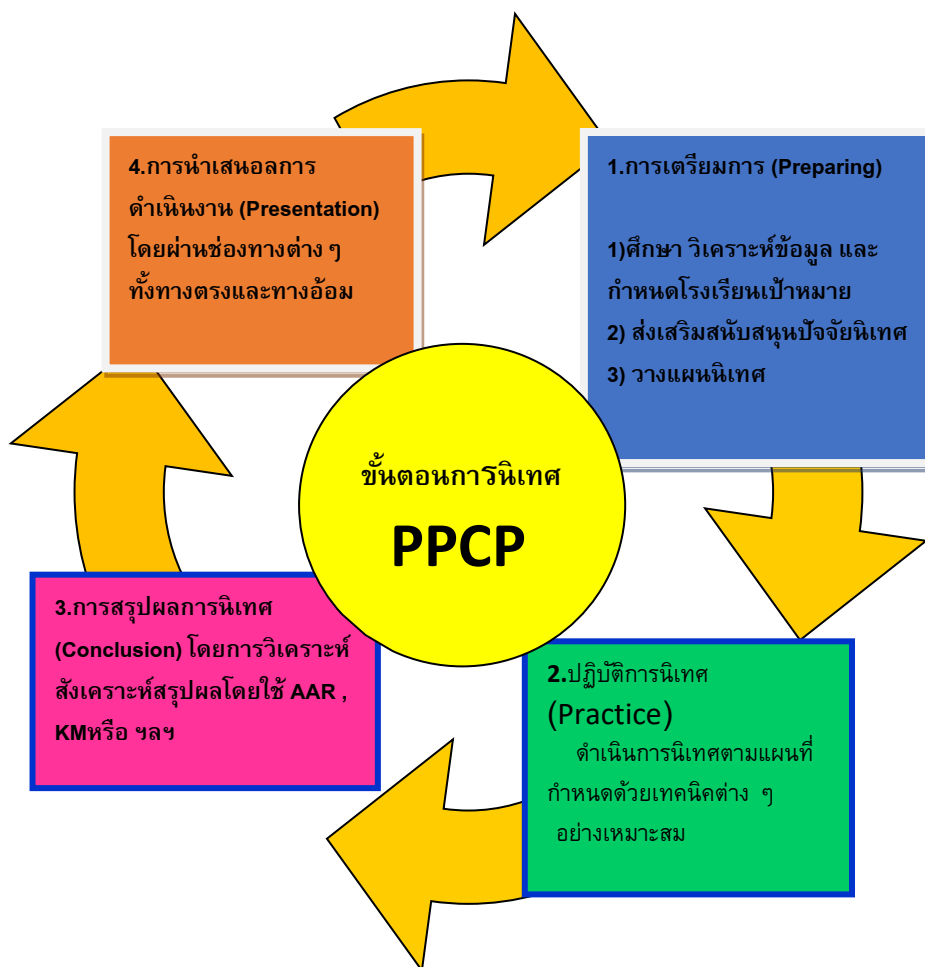 ขั้นตอนการนิเทศ
PPCP
1.การเตรียมการ (Preparing)
1)ศึกษา วิเคราะห์ข้อมูล และ
กำหนดโรงเรียนเป้าหมาย
2) ส่งเสริมสนับสนุนปัจจัยนิเทศ
3) วางแผนนิเทศ
2.ปฏิบัติการนิเทศ
(Practice)
ดำเนินการนิเทศตามแผนที่
กำหนดด้วยเทคนิคต่าง ๆ
อย่างเหมาะสม
3.การสรุปผลการนิเทศ
(Conclusion) โดยการวิเคราะห์
สังเคราะห์สรุปผลโดยใช้ AAR ,
KMหรือ ฯลฯ
4.การนำเสนอลการ
ดำเนินงาน (Presentation)
โดยผ่านช่องทางต่าง ๆ
ทั้งทางตรงและทางอ้อม